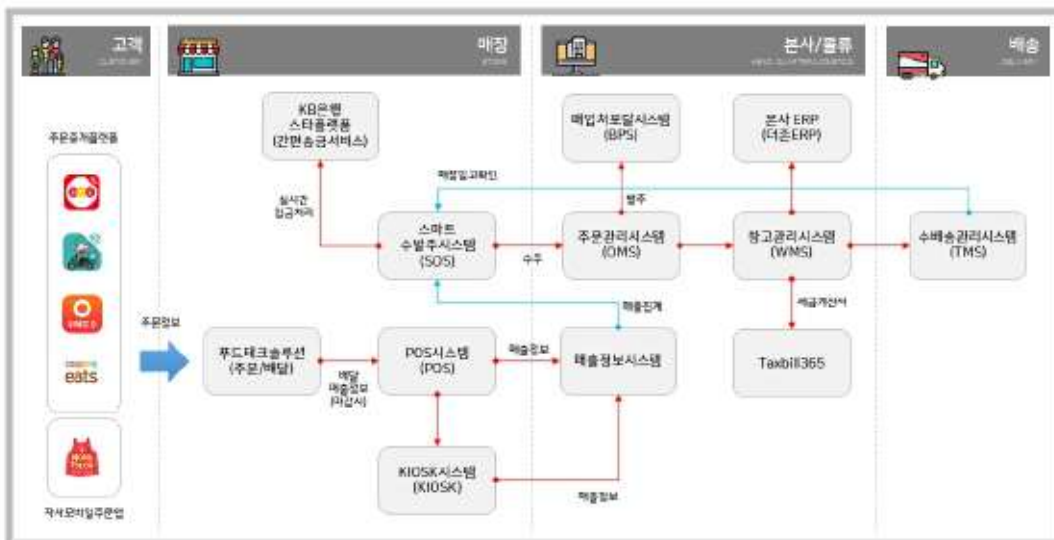 고객
매장
본사/물류
배송
주문중개플랫폼
eats
자사모바일주문앱
주문정보
KB은행
스타플랫폼
(간편송금서비스)
실시간
입금처리
매입처포털시스템
(BPS)
본사 ERP
(더존ERP)
매장입고확인
발주
스마트
수발주시스템
(SOS)
수주
주문관리시스템
(OMS)
창고관리시스템
(WMS)
수배송관리시스템
(TMS)
매출집계
세금계산서
푸드테크솔루션
(주문/배달)
배달
매출정보
(마감시)
POS시스템
(POS)
매출정보
매출정보시스템
Taxbill365
KIOSK시스템
(KIOSK)
매출정보